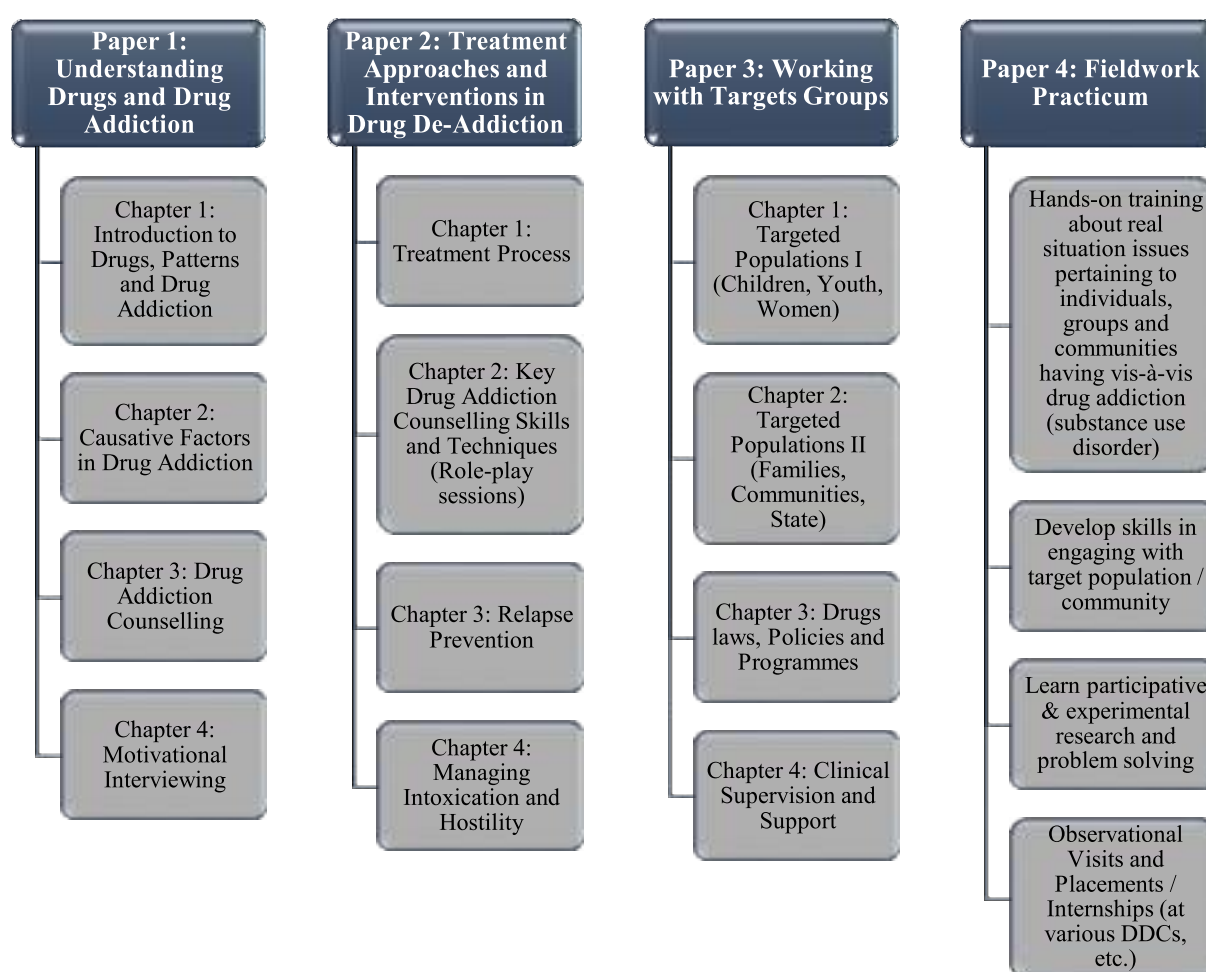 Paper 1:
Understanding
Drugs and Drug
Addiction
Chapter 1:
Introduction to
Drugs, Patterns
and Drug
Addiction
Chapter 2:
Causative Factors
in Drug Addiction
Chapter 3: Drug
Addiction
Counselling
Chapter 4:
Motivational
Interviewing
Paper 2: Treatment
Approaches and
Interventions in
Drug De-Addiction
Chapter 1:
Treatment Process
Chapter 2: Key
Drug Addiction
Counselling Skills
and Techniques
(Role-play
sessions)
Chapter 3: Relapse
Prevention
Chapter 4:
Managing
Intoxication and
Hostility
Paper 3: Working
with Targets Groups
Chapter 1:
Targeted
Populations I
(Children, Youth,
Women)
Chapter 2:
Targeted
Populations II
(Families,
Communities,
State)
Chapter 3: Drugs
laws, Policies and
Programmes
Chapter 4: Clinical
Supervision and
Support
Paper 4: Fieldwork
Practicum
Hands-on training
about real
situation issues
pertaining to
individuals,
groups and
communities
having vis-à-vis
drug addiction
(substance use
disorder)
Develop skills in
engaging with
target population /
community
Learn participative
& experimental
research and
problem solving
Observational
Visits and
Placements /
Internships (at
various DDCs,
etc.)